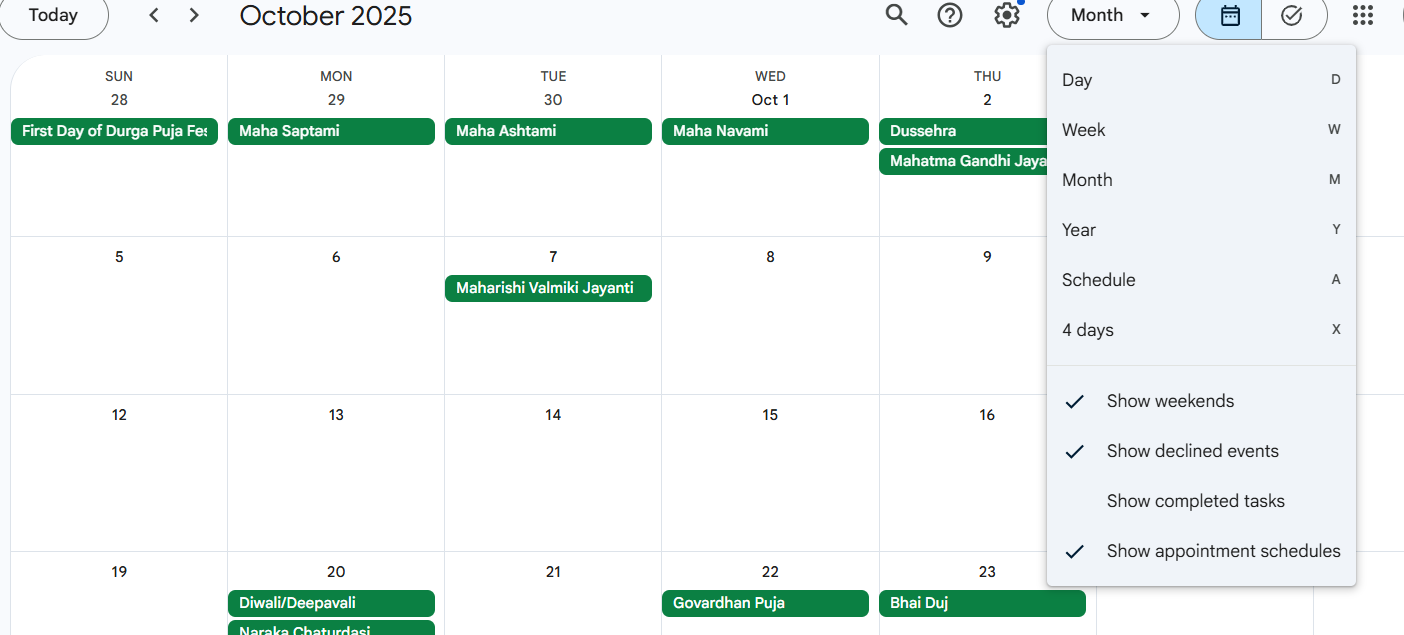 Today
October 2025
Month
SUN
MON
TUE
WED
THU
28
29
30
Oct 1
2
First Day of Durga Puja Fes
Maha Saptami
Maha Ashtami
Maha Navami
Dussehra
Mahatma Gandhi Jaya
5
6
7
8
9
Maharishi Valmiki Jayanti
12
13
14
15
16
19
20
21
22
23
Diwali/Deepavali
Govardhan Puja
Bhai Duj
Naraka Chaturdasi
Day D
Week W
Month M
Year Y
Schedule A
4 days X
Show weekends
Show declined events
Show completed tasks
Show appointment schedules